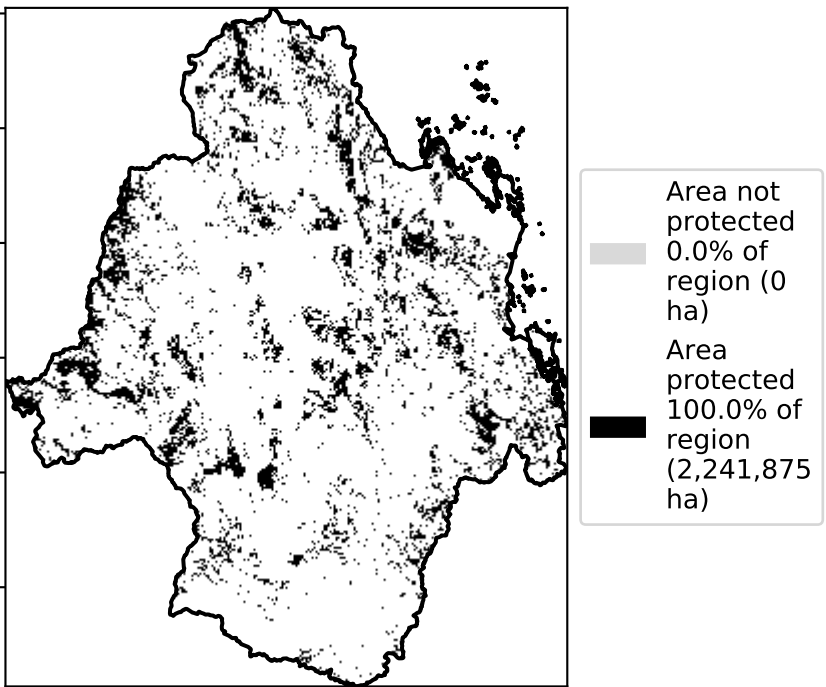 Area not
protected
0.0% of
region (0
ha)
Area
protected
100.0% of
region
(2,241,875
ha)